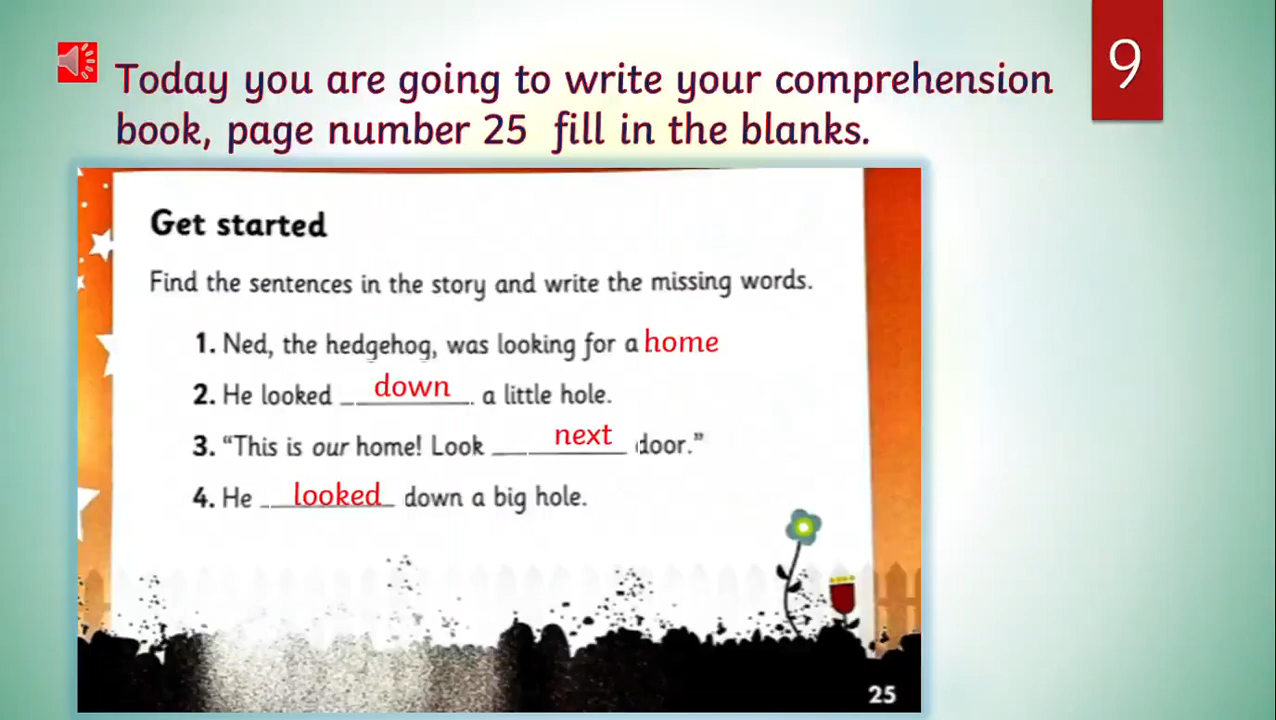 9
Today you are going to write your comprehension
book, page number 25 fill in the blanks.
Get started
Find the sentences in the story and write the missing words.
1. Ned, the hedgehog, was looking for a home
2. He looked down a little hole.
3. “This is our home! Look next door.”
4. He looked down a big hole.
25